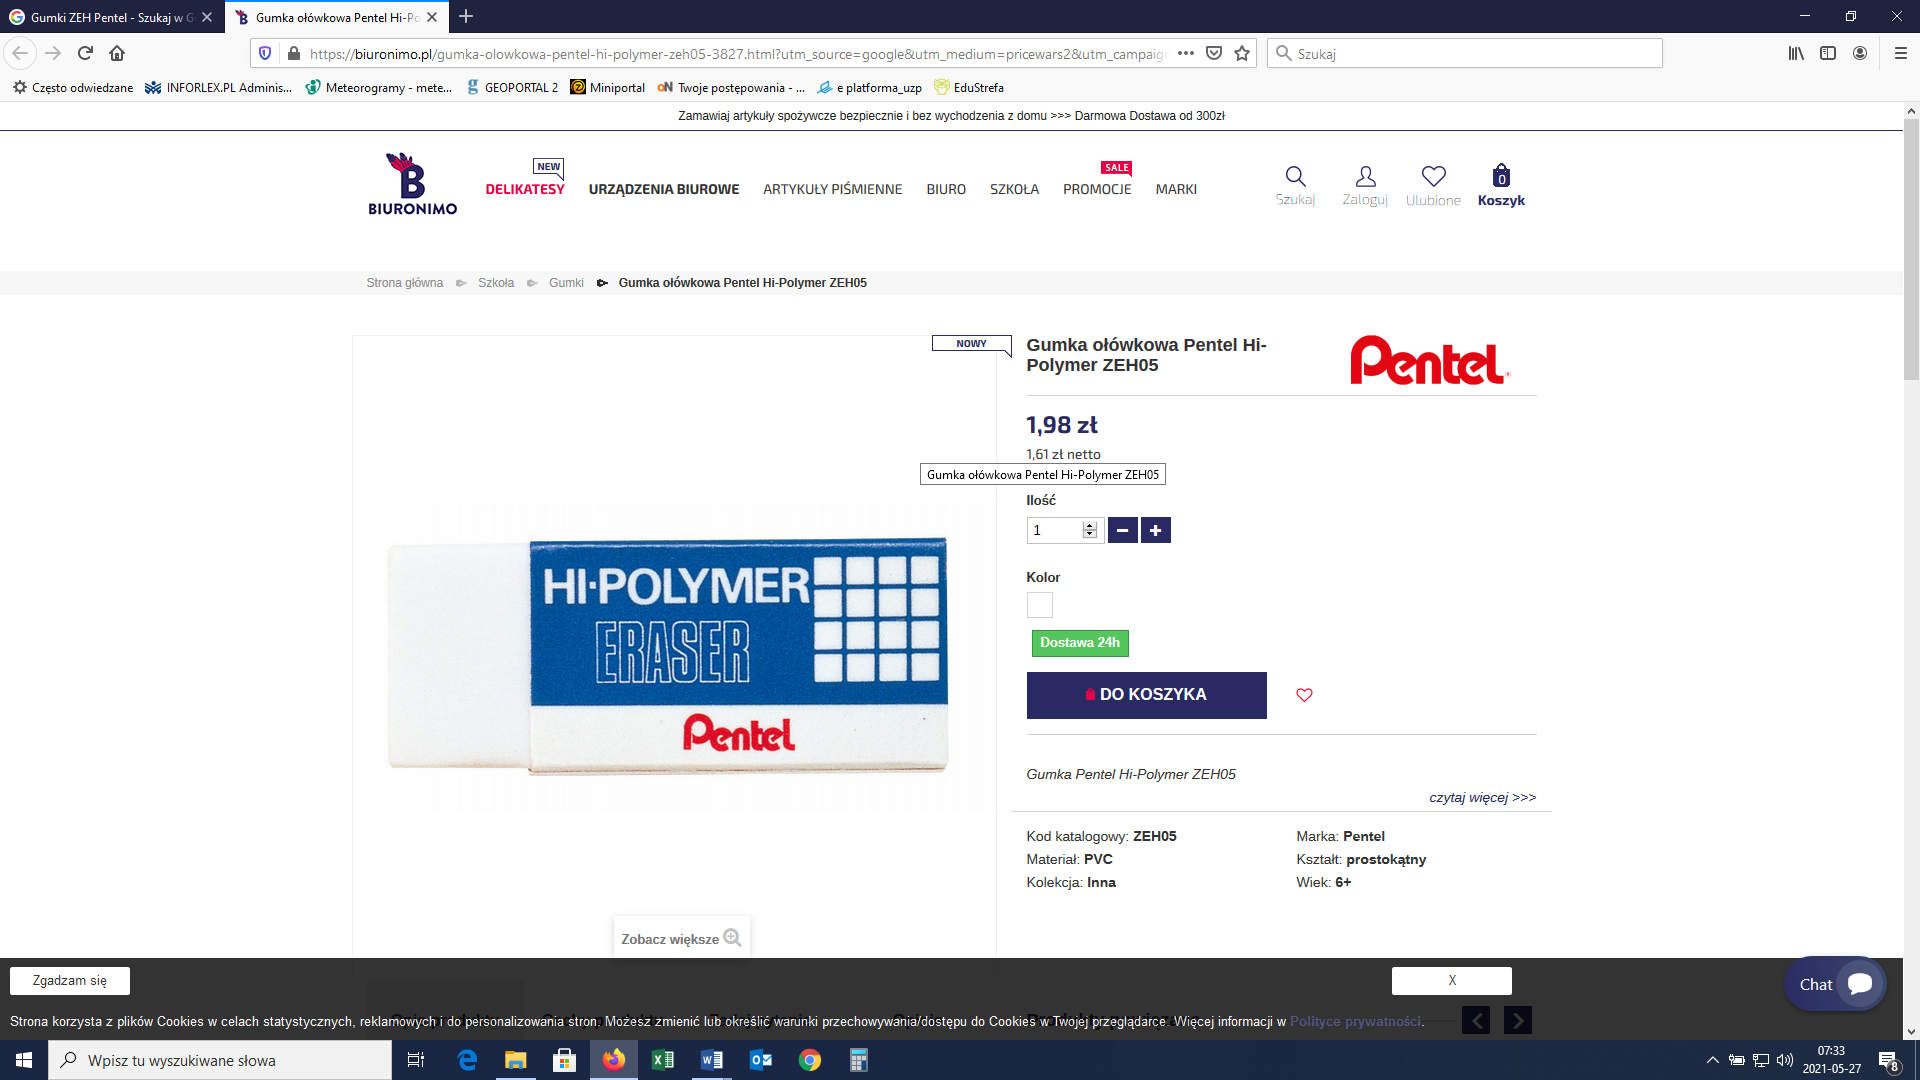 Gumki ZEH Pentel - Szukaj w G
Gumka ołówkowa Pentel Hi-Po
https://biuronimo.pl/gumka-olowkowa-pentel-hi-polymer-zeh05-3827.html?utm_source=google&utm_medium=pricewars2&utm_campaign
Szukaj
Często odwiedzane
INFORLEX.PL Adminis...
Meteorogramy - mete...
GEOPORTAL 2
Miniportal
Twoje postępowania - ...
e platforma_uzp
EduStrefa
Zamawiaj artykuły spożywcze bezpiecznie i bez wychodzenia z domu >>> Darmowa Dostawa od 300zł
BIURONIMO
NEW
DELIKATESY
URZĄDZENIA BIUROWE
ARTYKUŁY PIŚMIENNE
BIURO
SZKOŁA
SALE
PROMOCJE
MARKI
Szukaj
Zaloguj
Ulubione
0
Koszyk
Strona główna
Szkoła
Gumki
Gumka ołówkowa Pentel Hi-Polymer ZEH05
NOWY
HI-POLYMER
ERASER
Pentel
Zobacz większe
Gumka ołówkowa Pentel Hi-
Polymer ZEH05
Pentel
1,98 zł
1,61 zł netto
Gumka ołówkowa Pentel Hi-Polymer ZEH05
Ilość
1
Kolor
Dostawa 24h
DO KOSZYKA
Gumka Pentel Hi-Polymer ZEH05
czytaj więcej >>>
Kod katalogowy: ZEH05
Marka: Pentel
Materiał: PVC
Kształt: prostokątny
Kolekcja: Inna
Wiek: 6+
Zgadzam się
X
Chat
Strona korzysta z plików Cookies w celach statystycznych, reklamowych i do personalizowania stron. Możesz zmienić lub określić warunki przechowywania/dostępu do Cookies w Twojej przeglądarce. Więcej informacji w Polityce prywatności.
Wpisz tu wyszukiwane słowa
07:33
2021-05-27
8